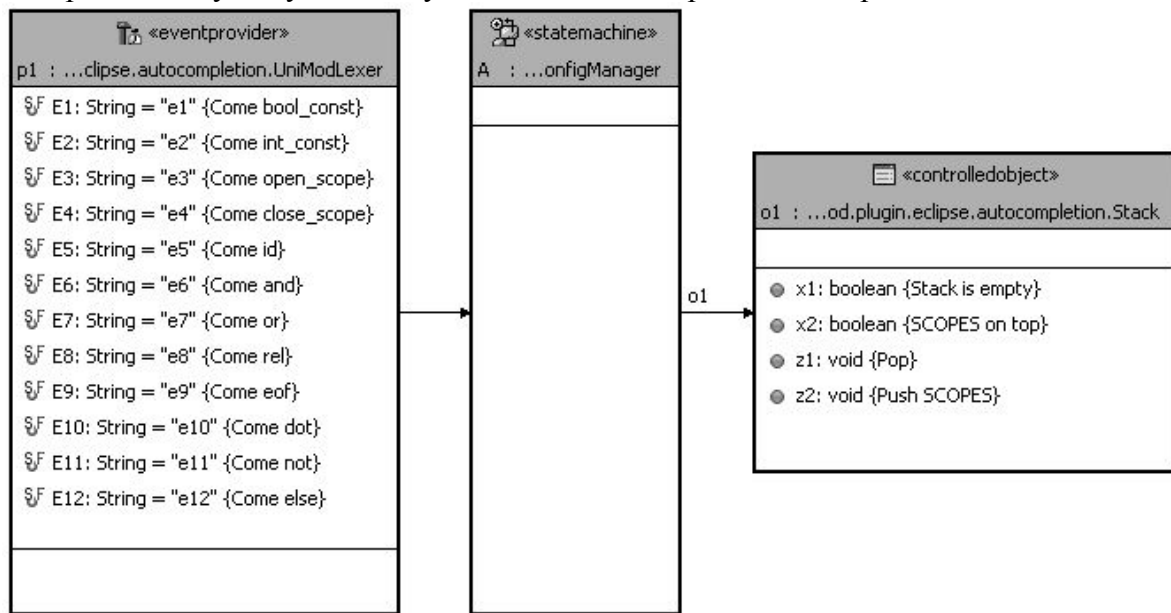 «eventprovider»
p1 : ...clipse.autocompletion.UniModLexer
E1: String = "e1" {Come bool_const}
E2: String = "e2" {Come int_const}
E3: String = "e3" {Come open_scope}
E4: String = "e4" {Come close_scope}
E5: String = "e5" {Come id}
E6: String = "e6" {Come and}
E7: String = "e7" {Come or}
E8: String = "e8" {Come rel}
E9: String = "e9" {Come eof}
E10: String = "e10" {Come dot}
E11: String = "e11" {Come not}
E12: String = "e12" {Come else}
«statemachine»
A : ...onfigManager
o1
«controlledobject»
o1 : ...od.plugin.eclipse.autocompletion.Stack
x1: boolean {Stack is empty}
x2: boolean {SCOPES on top}
z1: void {Pop}
z2: void {Push SCOPES}